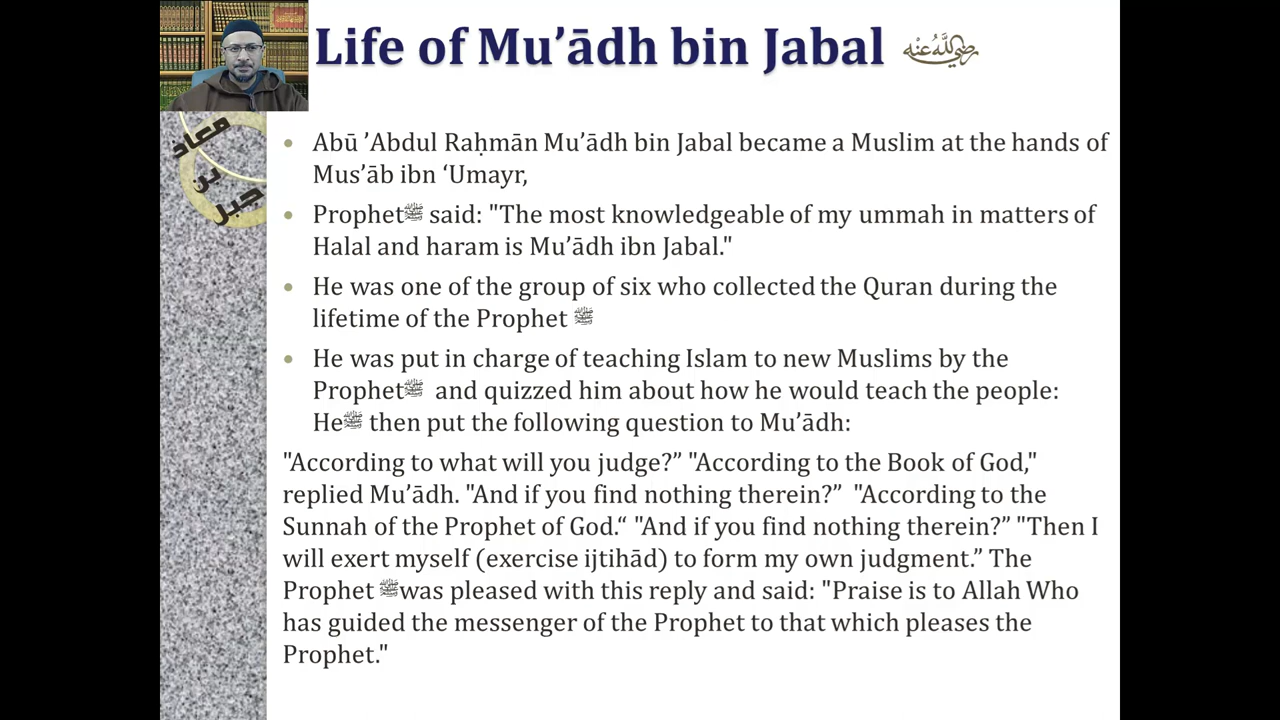 Life of Mu’ādh bin Jabal رضي الله عنه
معاذ
بن
جبل
• Abū ’Abdul Raḥmān Mu’ādh bin Jabal became a Muslim at the hands of
Mus’āb ibn ‘Umayr,
• Prophetﷺ said: "The most knowledgeable of my ummah in matters of
Halal and haram is Mu’ādh ibn Jabal."
• He was one of the group of six who collected the Quran during the
lifetime of the Prophet ﷺ
• He was put in charge of teaching Islam to new Muslims by the
Prophetﷺ and quizzed him about how he would teach the people:
Heﷺ then put the following question to Mu’ādh:
"According to what will you judge?” "According to the Book of God,"
replied Mu’ādh. "And if you find nothing therein?” "According to the
Sunnah of the Prophet of God.“ "And if you find nothing therein?” "Then I
will exert myself (exercise ijtihād) to form my own judgment.” The
Prophet ﷺwas pleased with this reply and said: "Praise is to Allah Who
has guided the messenger of the Prophet to that which pleases the
Prophet."